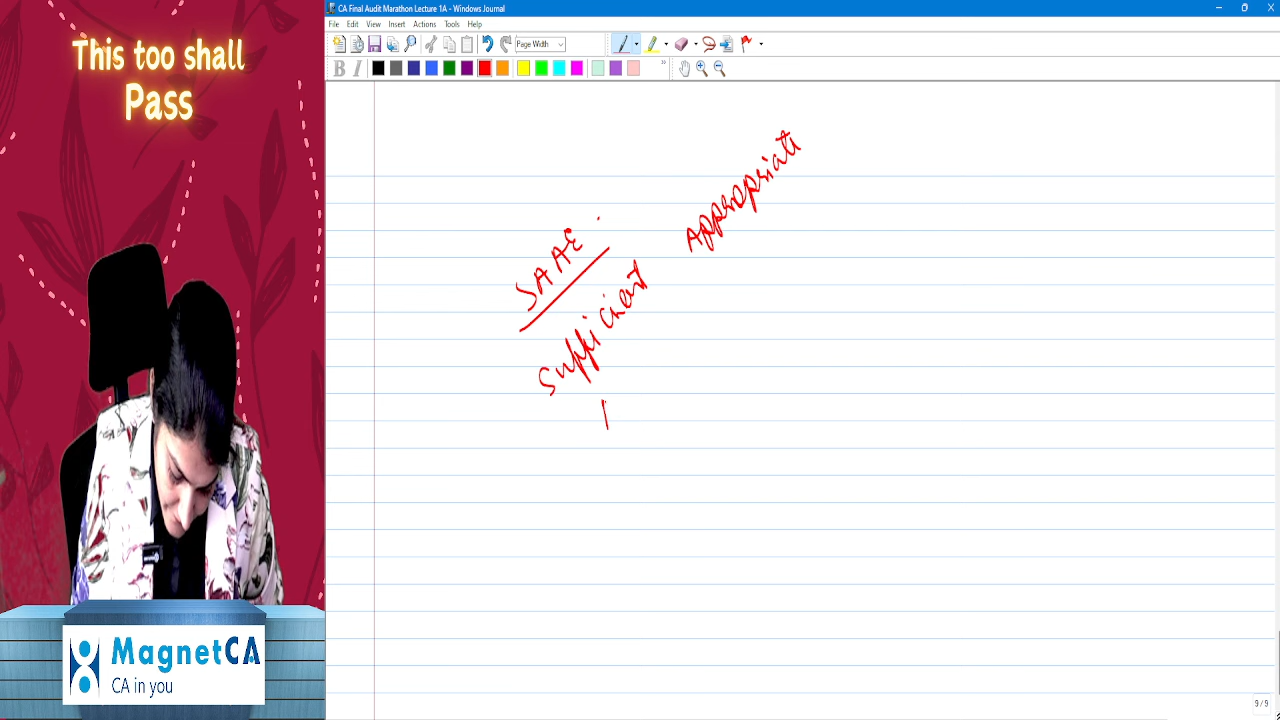 This too shall
Pass
CA Final Audit Marathon Lecture 1A - Windows Journal
File Edit View Insert Actions Tools Help
Page Width
B I
SAAE
Sufficient Appropriate
MagnetCA
CA in you
9 / 9